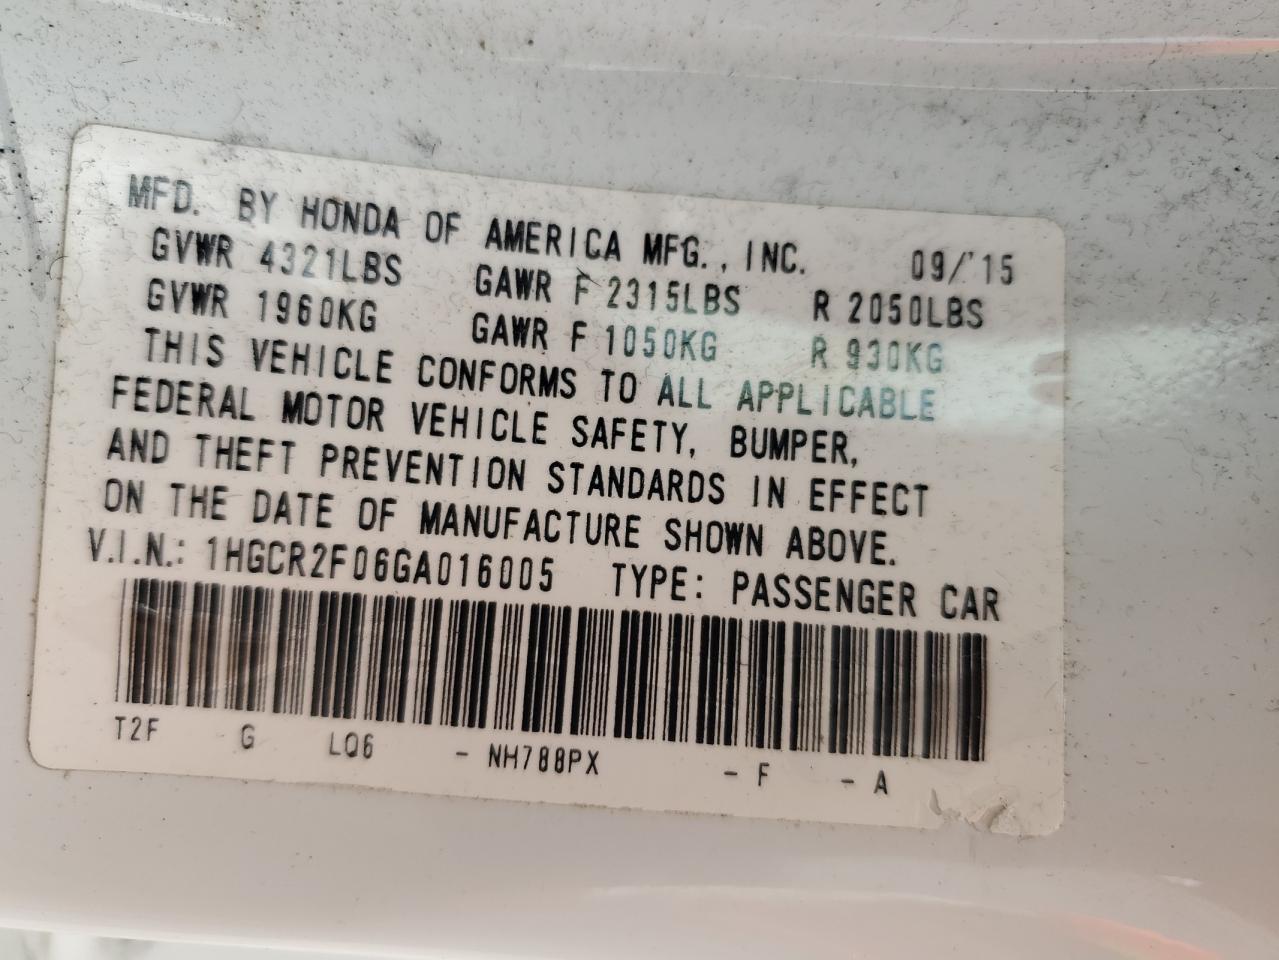 MFD. BY HONDA OF AMERICA MFG., INC. 09/'15
GVWR 4321LBS GAWR F 2315LBS R 2050LBS
GVWR 1960KG GAWR F 1050KG R 930KG
THIS VEHICLE CONFORMS TO ALL APPLICABLE
FEDERAL MOTOR VEHICLE SAFETY, BUMPER,
AND THEFT PREVENTION STANDARDS IN EFFECT
ON THE DATE OF MANUFACTURE SHOWN ABOVE.
V.I.N.: 1HGCR2F06GA016005 TYPE: PASSENGER CAR
T2F G LQ6 - NH788PX - F - A